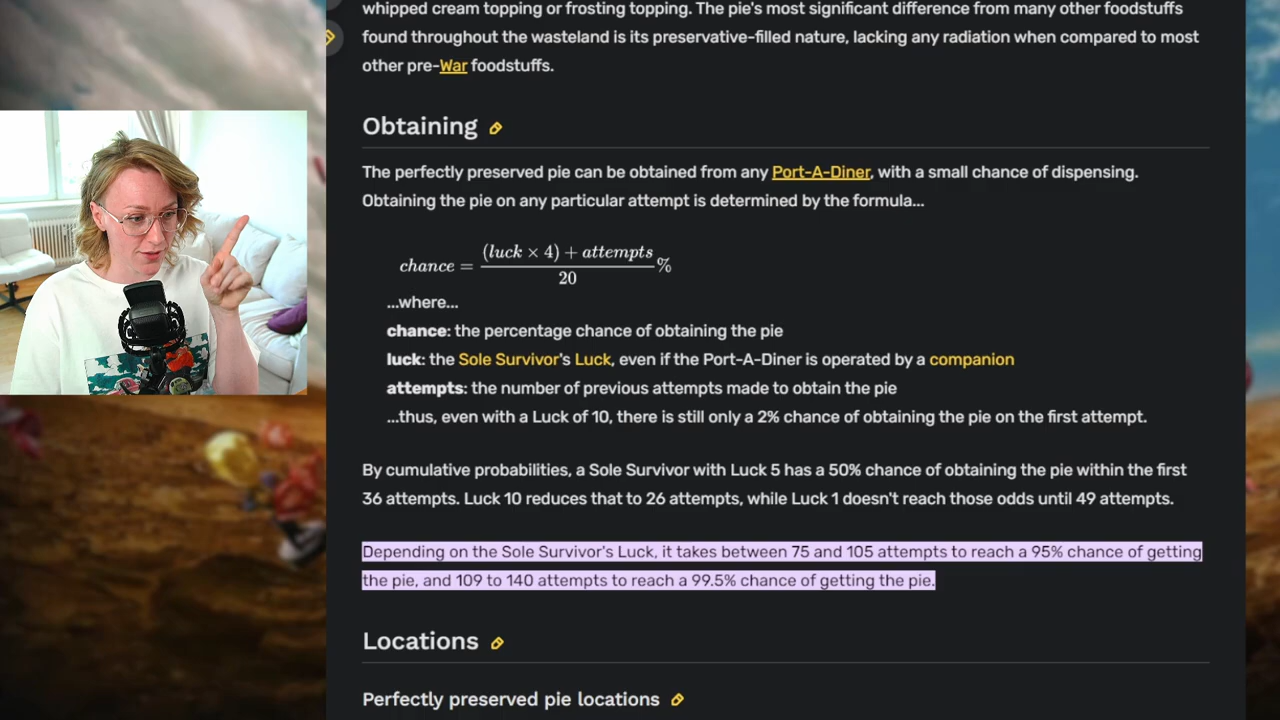 whipped cream topping or frosting topping. The pie's most significant difference from many other foodstuffs
found throughout the wasteland is its preservative-filled nature, lacking any radiation when compared to most
other pre-War foodstuffs.
Obtaining
The perfectly preserved pie can be obtained from any Port-A-Diner, with a small chance of dispensing.
Obtaining the pie on any particular attempt is determined by the formula...
chance = (luck × 4) + attempts / 20 %
...where...
chance: the percentage chance of obtaining the pie
luck: the Sole Survivor's Luck, even if the Port-A-Diner is operated by a companion
attempts: the number of previous attempts made to obtain the pie
...thus, even with a Luck of 10, there is still only a 2% chance of obtaining the pie on the first attempt.
By cumulative probabilities, a Sole Survivor with Luck 5 has a 50% chance of obtaining the pie within the first
36 attempts. Luck 10 reduces that to 26 attempts, while Luck 1 doesn't reach those odds until 49 attempts.
Depending on the Sole Survivor's Luck, it takes between 75 and 105 attempts to reach a 95% chance of getting
the pie, and 109 to 140 attempts to reach a 99.5% chance of getting the pie.
Locations
Perfectly preserved pie locations